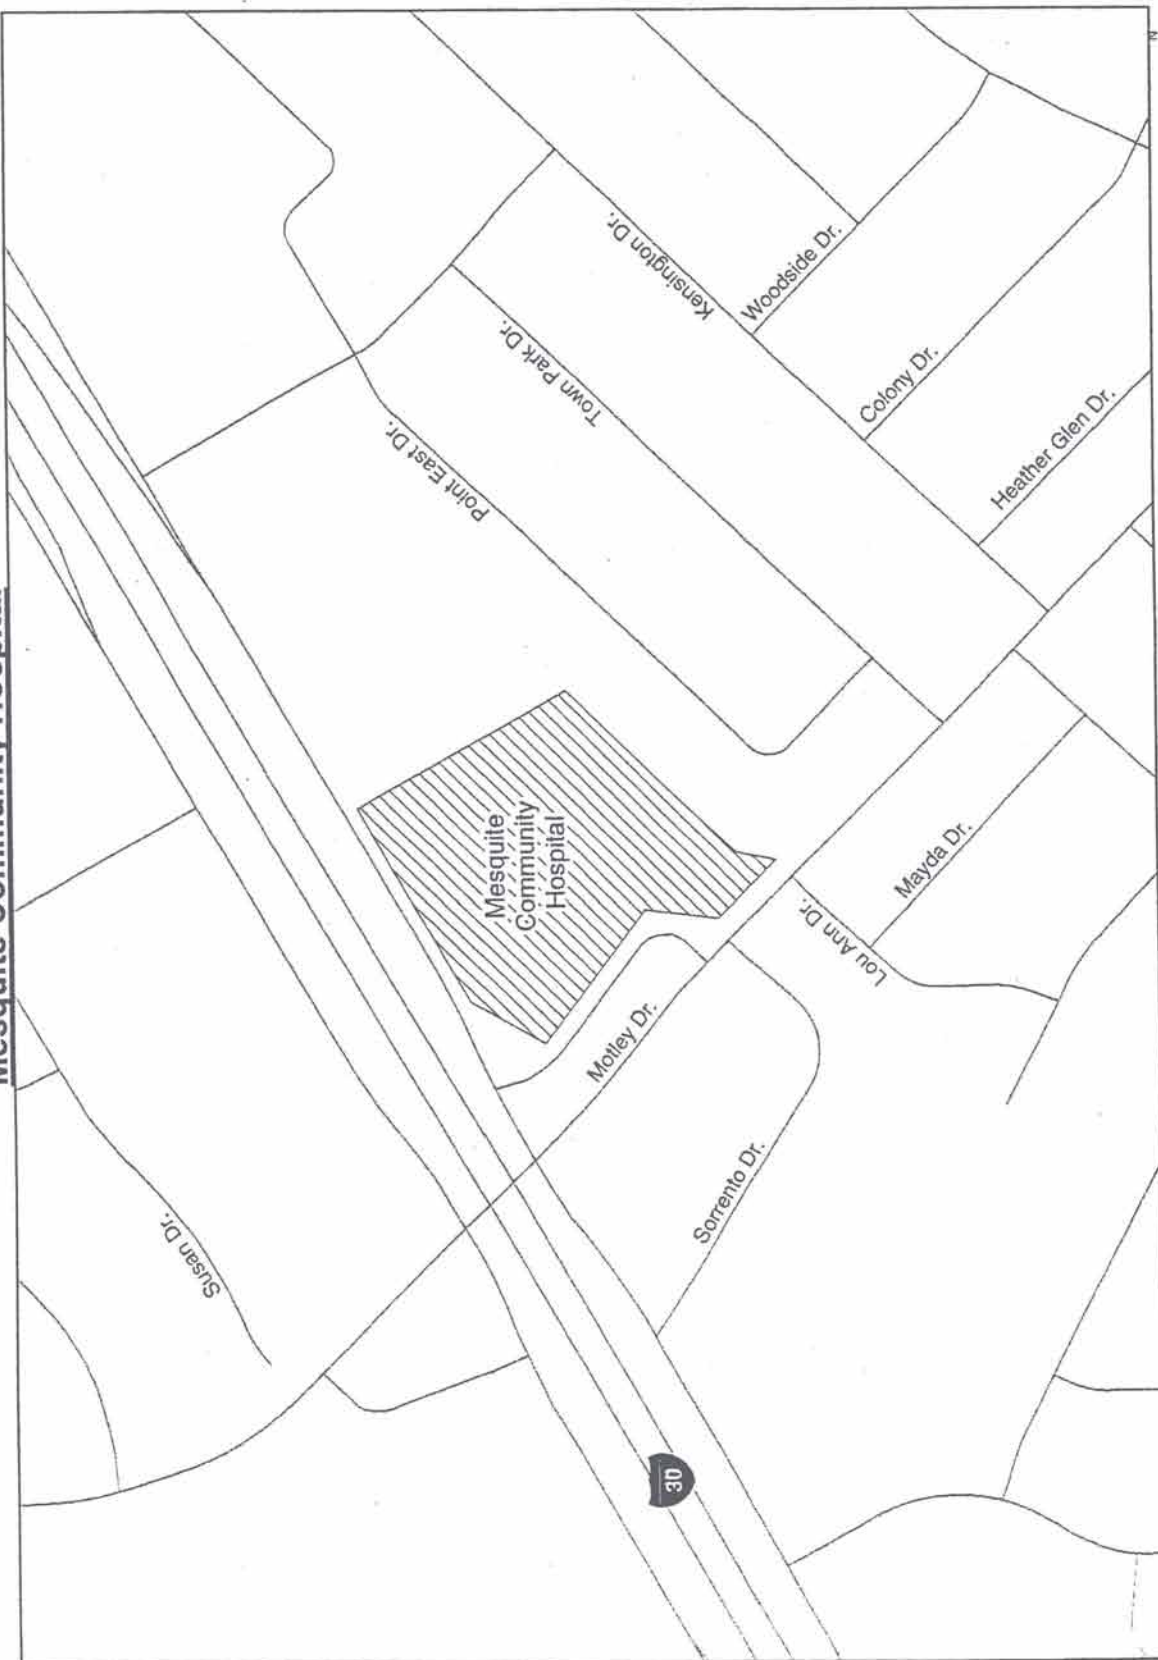 Mesquite Community Hospital
Kensington Dr.
Woodside Dr.
Town Park Dr.
Colony Dr.
Heather Glen Dr.
Point East Dr.
Mesquite
Community
Hospital
Mayda Dr.
Lou Ann Dr.
Motley Dr.
Sorrento Dr.
Susan Dr.
30
N